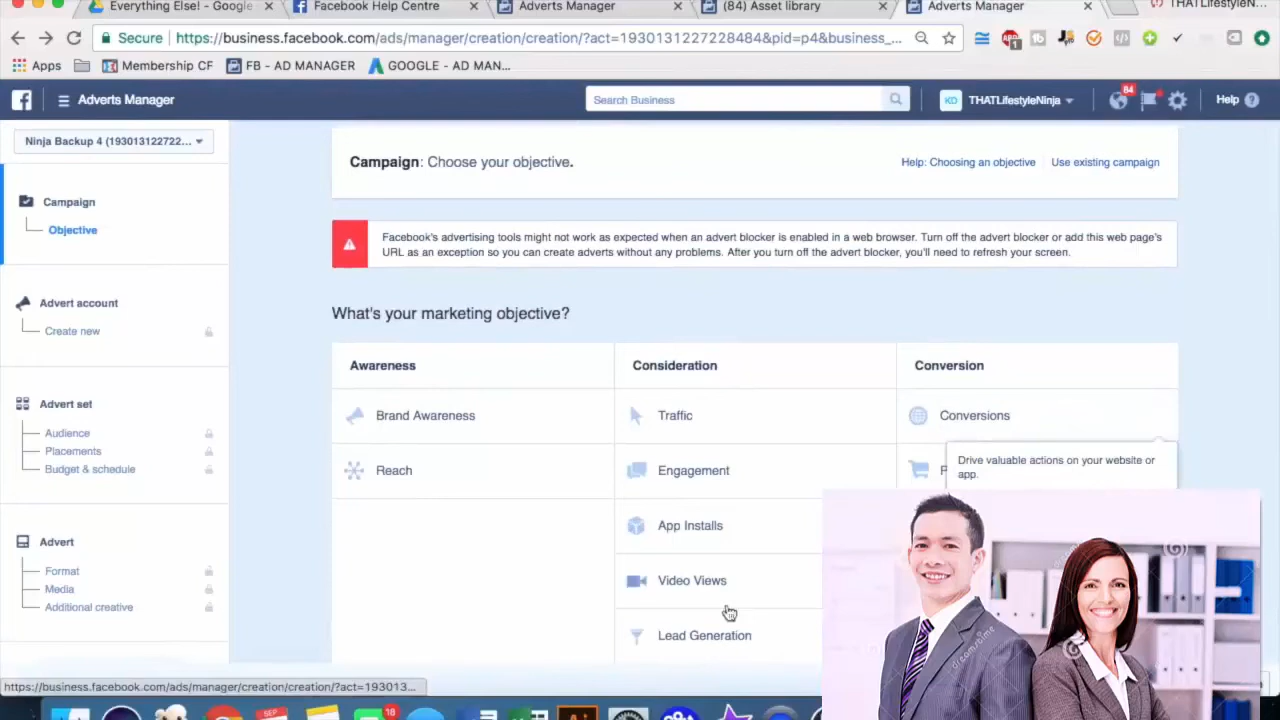 Everything Else! - Google
Facebook Help Centre
Adverts Manager
(84) Asset library
Adverts Manager
THATLifestyleN...
Secure
https://business.facebook.com/ads/manager/creation/creation/?act=1930131227228484&pid=p4&business_...
Apps
Membership CF
FB - AD MANAGER
GOOGLE - AD MAN...
Adverts Manager
Search Business
KD
THATLifestyleNinja
84
Help
Ninja Backup 4 (193013122722...
Campaign: Choose your objective.
Help: Choosing an objective
Use existing campaign
Campaign
Objective
Facebook's advertising tools might not work as expected when an advert blocker is enabled in a web browser. Turn off the advert blocker or add this web page's
URL as an exception so you can create adverts without any problems. After you turn off the advert blocker, you'll need to refresh your screen.
Advert account
Create new
What's your marketing objective?
Awareness
Consideration
Conversion
Advert set
Audience
Placements
Budget & schedule
Brand Awareness
Traffic
Conversions
Reach
Engagement
P
Drive valuable actions on your website or
app.
App Installs
Advert
Format
Media
Additional creative
Video Views
Lead Generation
dreamstime
https://business.facebook.com/ads/manager/creation/creation/?act=193013...
SEP
18